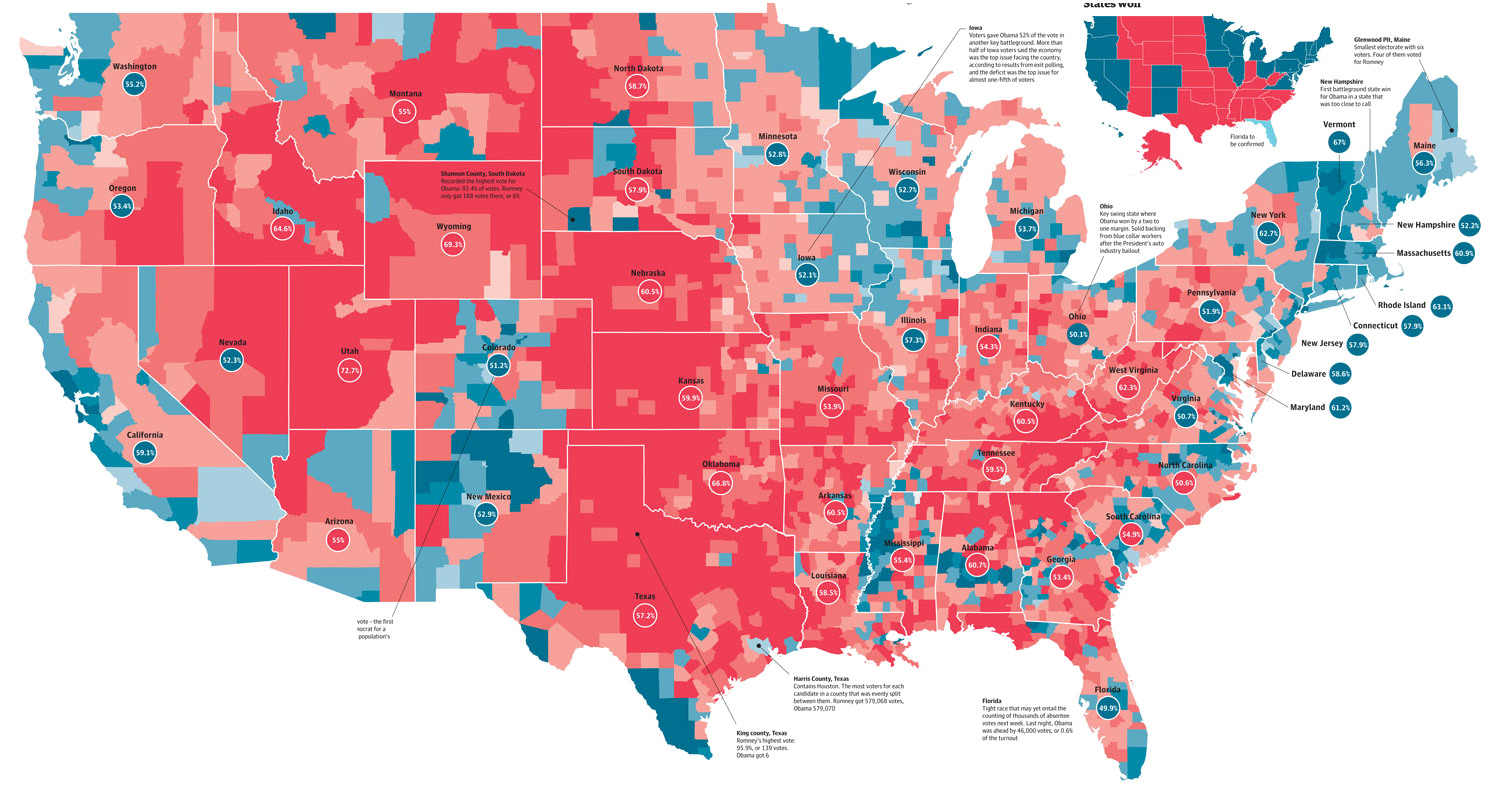 States won
Iowa
Voters gave Obama 52% of the vote in
another key battleground. More than
half of Iowa voters said the economy
was the top issue facing the country,
according to results from exit polling,
and the deficit was the top issue for
almost one-fifth of voters
Glenwood Plt, Maine
Smallest electorate with six
voters. Four of them voted
for Romney
New Hampshire
First battleground state win
for Obama in a state that
was too close to call
Florida to
be confirmed
Washington
55.2%
Montana
55%
North Dakota
58.7%
Minnesota
52.8%
Wisconsin
52.7%
Vermont
67%
Maine
56.3%
Shannon County, South Dakota
Recorded the highest vote for
Obama: 93.4% of votes. Romney
only got 188 votes there, or 6%
South Dakota
57.9%
Oregon
53.4%
Idaho
64.6%
Wyoming
69.3%
Michigan
53.7%
Ohio
Key swing state where
Obama won by a two to
one margin. Solid backing
from blue collar workers
after the President's auto
industry bailout
New York
62.7%
New Hampshire
52.2%
Massachusetts
60.9%
Nebraska
60.5%
Iowa
52.1%
Pennsylvania
51.9%
Rhode Island
63.1%
Connecticut
57.9%
New Jersey
57.9%
Delaware
58.6%
Maryland
61.2%
Nevada
52.3%
Utah
72.7%
Colorado
51.2%
Illinois
57.3%
Indiana
54.3%
Ohio
50.1%
West Virginia
62.3%
Virginia
50.7%
Kansas
59.9%
Missouri
53.9%
Kentucky
60.5%
California
59.1%
Tennessee
59.5%
North Carolina
50.6%
Oklahoma
66.8%
New Mexico
52.9%
Arkansas
60.5%
Arizona
55%
South Carolina
54.9%
Mississippi
55.4%
Alabama
60.7%
Georgia
53.4%
Louisiana
58.5%
Texas
57.2%
vote - the first
nocrat for a
population's
Harris County, Texas
Contains Houston. The most voters for each
candidate in a county that was evenly split
between them. Romney got 579,068 votes,
Obama 579,070
King county, Texas
Romney's highest vote:
95.9%, or 139 votes.
Obama got 6
Florida
Tight race that may yet entail the
counting of thousands of absentee
votes next week. Last night, Obama
was ahead by 46,000 votes, or 0.6%
of the turnout
Florida
49.9%